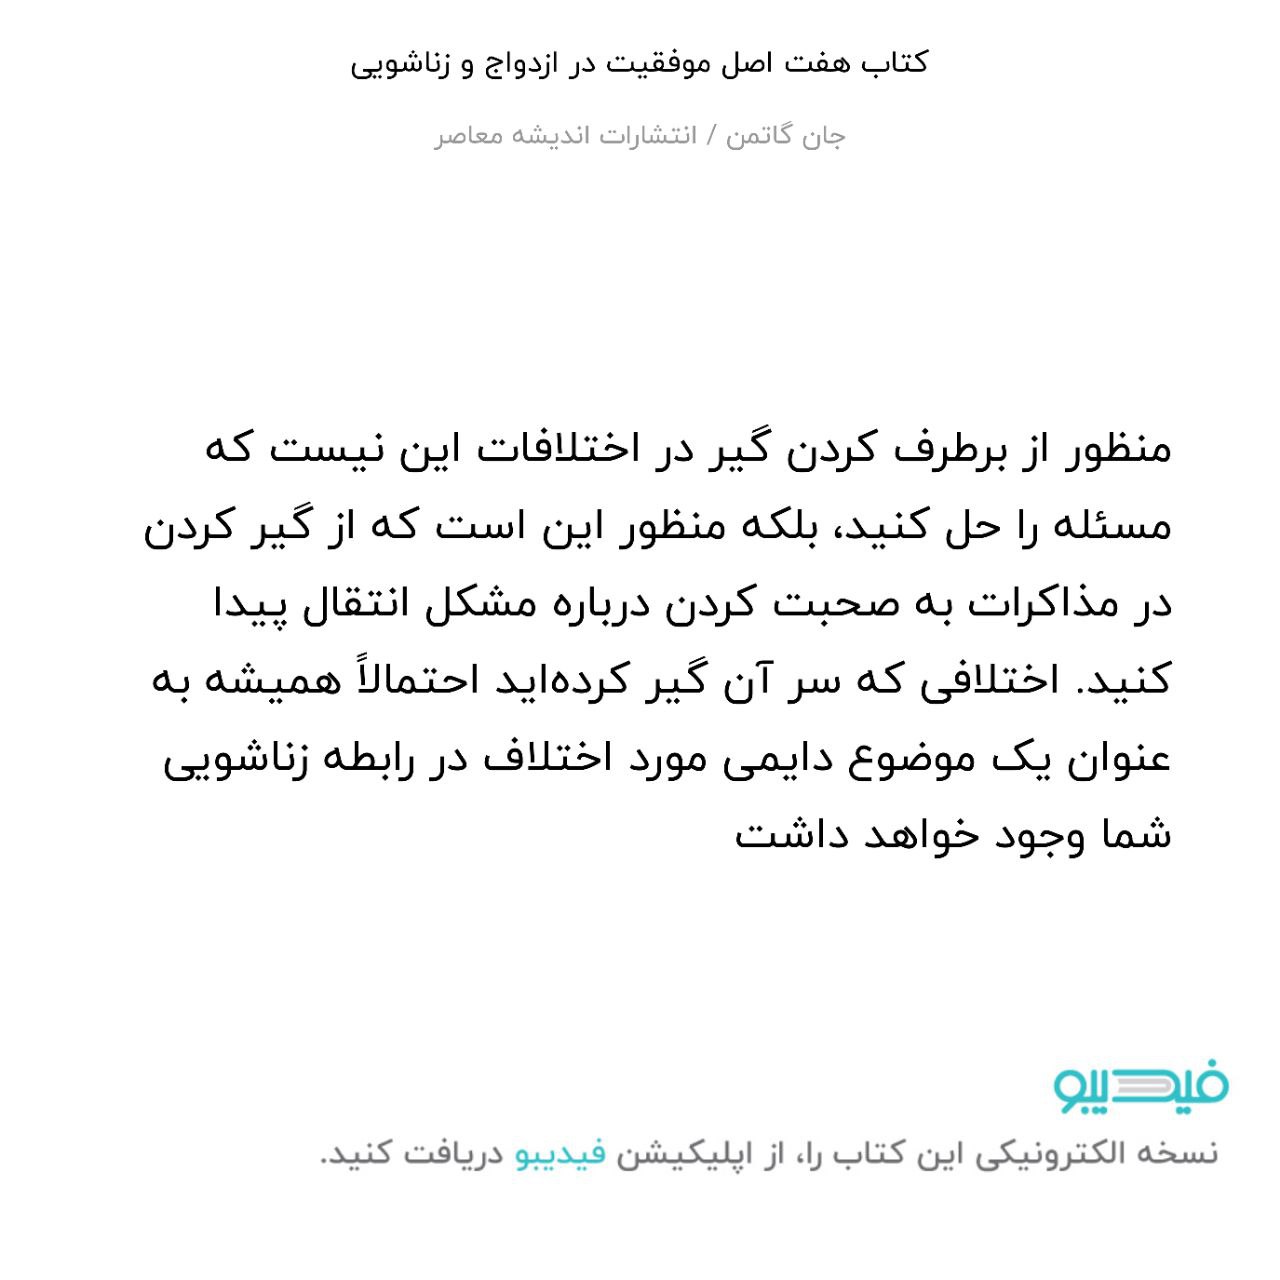 کتاب هفت اصل موفقیت در ازدواج و زناشویی
جان گاتمن / انتشارات اندیشه معاصر
منظور از برطرف کردن گیر در اختلافات این نیست که
مسئله را حل کنید، بلکه منظور این است که از گیر کردن
در مذاکرات به صحبت کردن درباره مشکل انتقال پیدا
کنید. اختلافی که سر آن گیر کرده‌اید احتمالاً همیشه به
عنوان یک موضوع دایمی مورد اختلاف در رابطه زناشویی
شما وجود خواهد داشت
فیدیبو
نسخه الکترونیکی این کتاب را، از اپلیکیشن فیدیبو دریافت کنید.